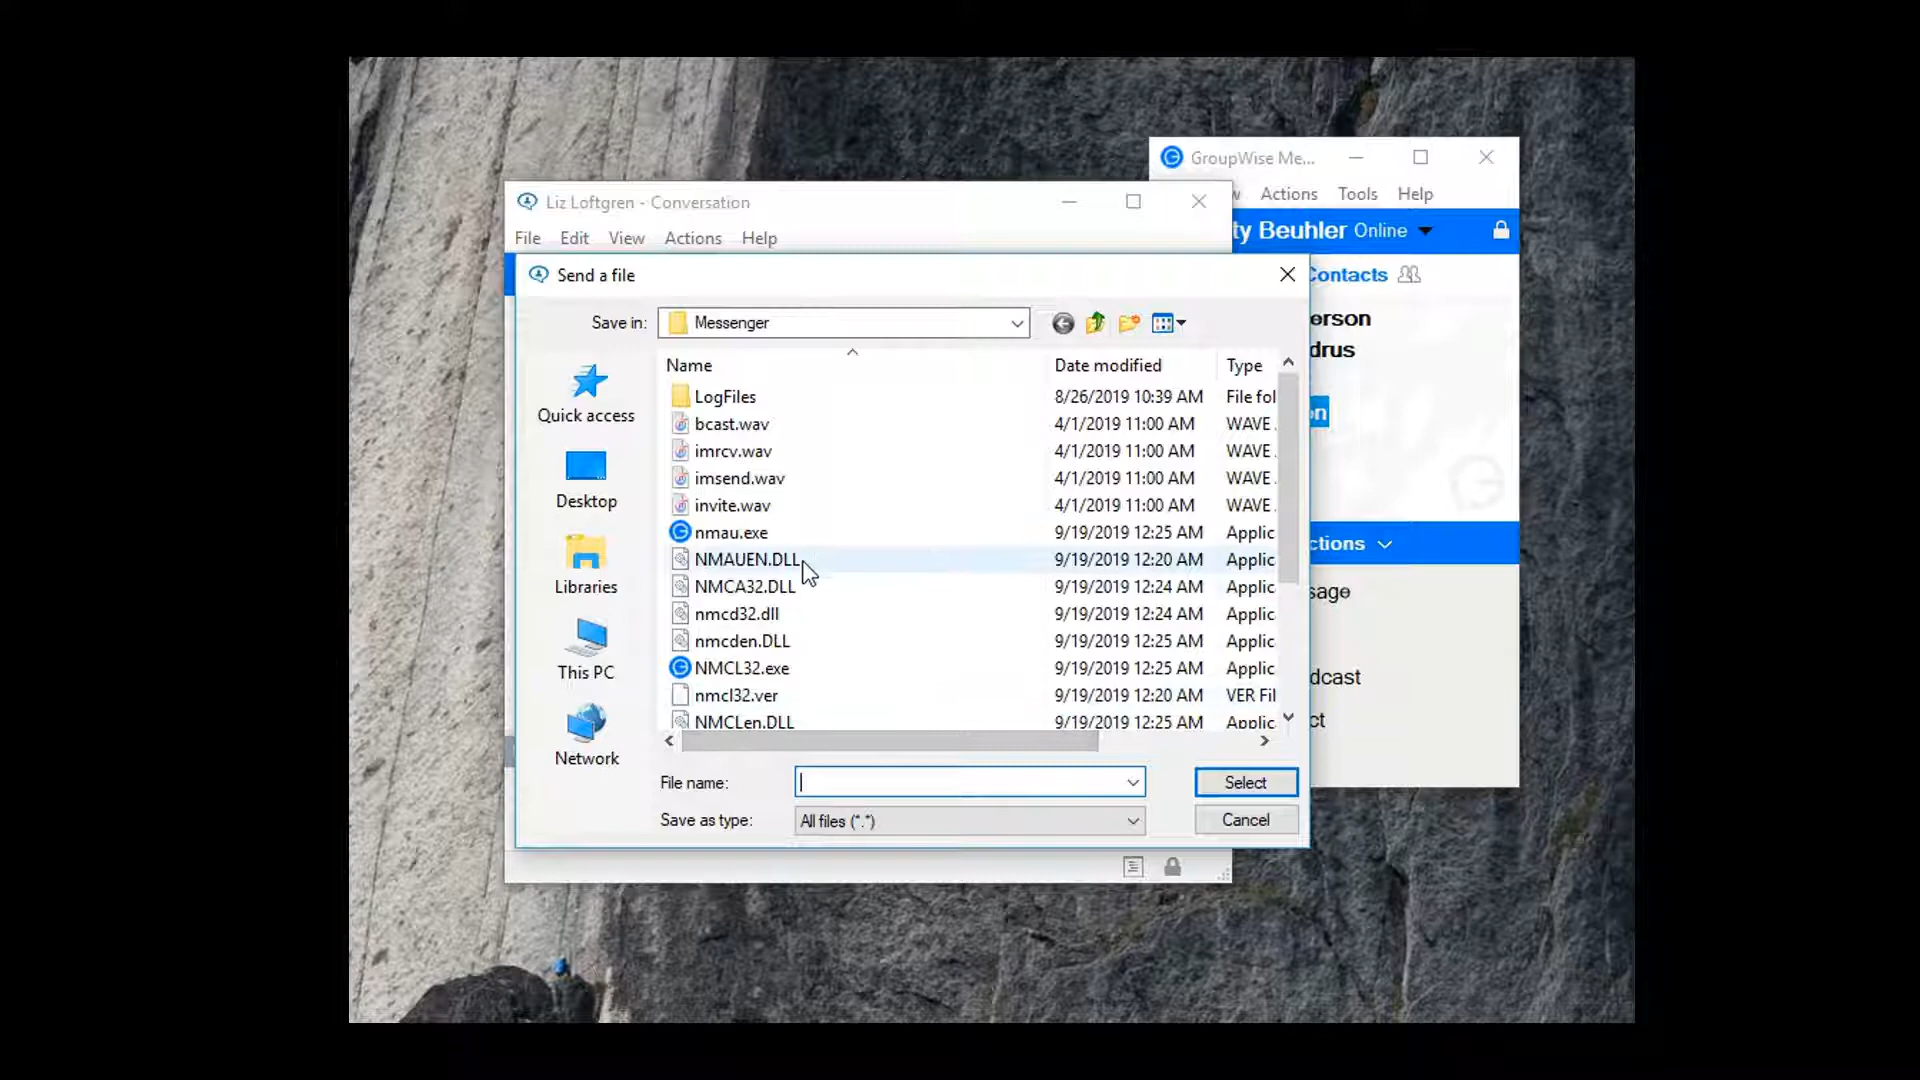 GroupWise Me...
Actions Tools Help
Liz Loftgren - Conversation
File Edit View Actions Help
ty Beuhler Online
Contacts
Send a file
Save in: Messenger
Name Date modified Type
LogFiles 8/26/2019 10:39 AM File fol
bcast.wav 4/1/2019 11:00 AM WAVE
imrcv.wav 4/1/2019 11:00 AM WAVE
imsend.wav 4/1/2019 11:00 AM WAVE
invite.wav 4/1/2019 11:00 AM WAVE
nmau.exe 9/19/2019 12:25 AM Applic
NMAUEN.DLL 9/19/2019 12:20 AM Applic
NMCA32.DLL 9/19/2019 12:24 AM Applic
nmcd32.dll 9/19/2019 12:24 AM Applic
nmcden.DLL 9/19/2019 12:25 AM Applic
NMCL32.exe 9/19/2019 12:25 AM Applic
nmcl32.ver 9/19/2019 12:20 AM VER Fil
NMCLen.DLL 9/19/2019 12:25 AM Applic
Quick access
Desktop
Libraries
This PC
Network
File name: Select
Save as type: All files (*.*) Cancel
erson
drus
on
ctions
sage
dcast
ct